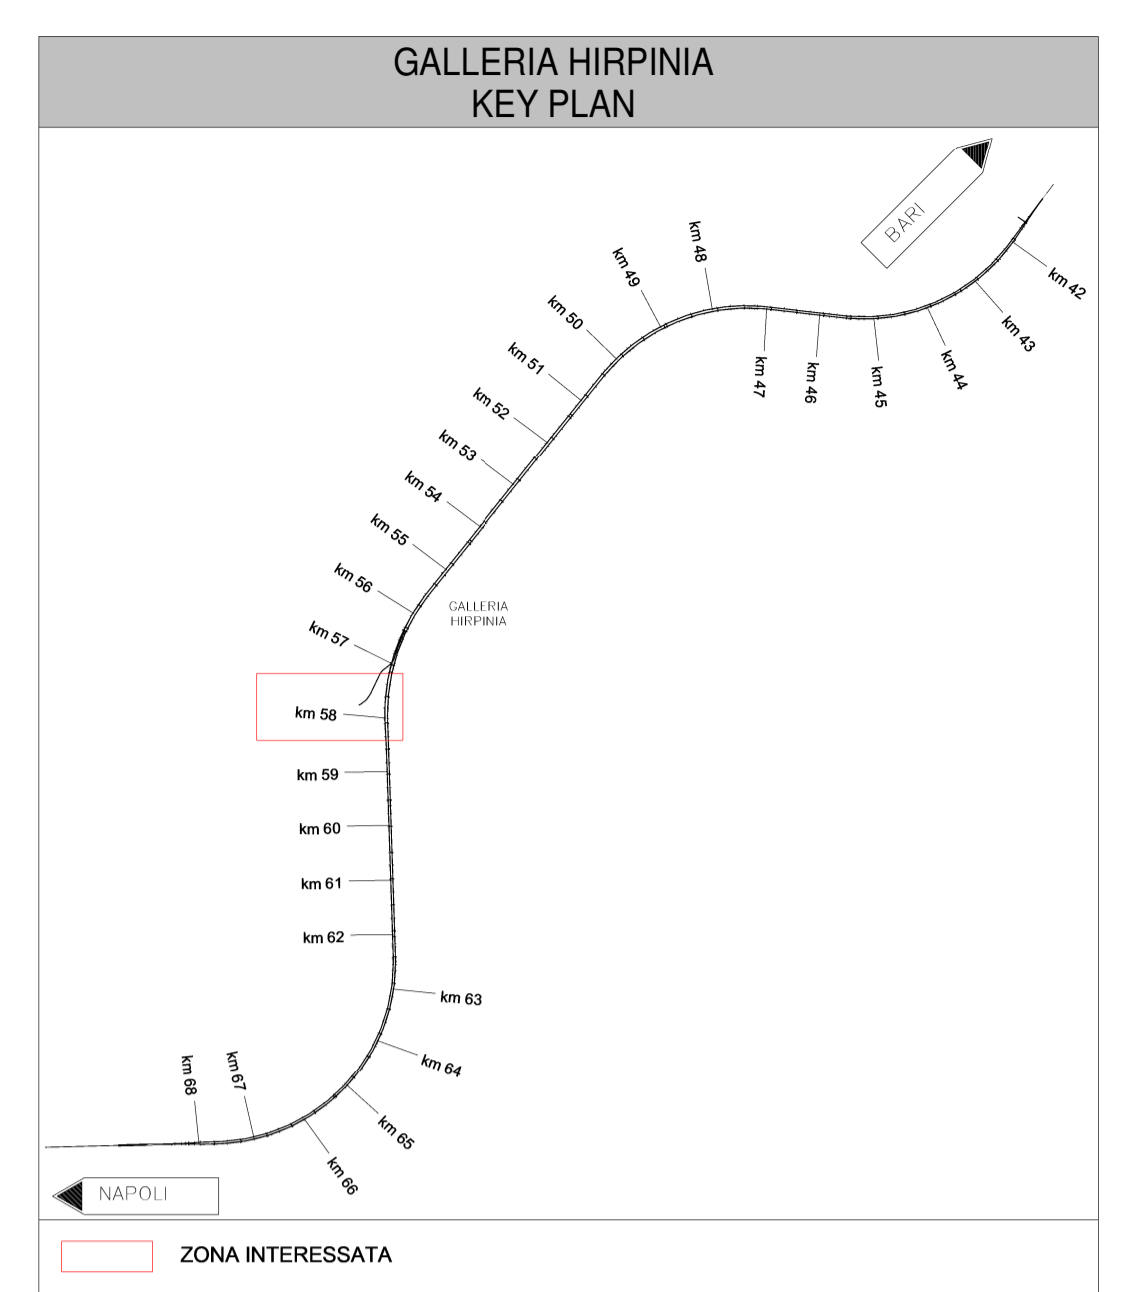 GALLERIA HIRPINIA
KEY PLAN
BARI
km 42
km 43
km 44
km 45
km 46
km 47
km 48
km 49
km 50
km 51
km 52
km 53
km 54
km 55
km 56
GALLERIA
HIRPINIA
km 57
km 58
km 59
km 60
km 61
km 62
km 63
km 64
km 65
km 66
km 67
km 68
NAPOLI
ZONA INTERESSATA